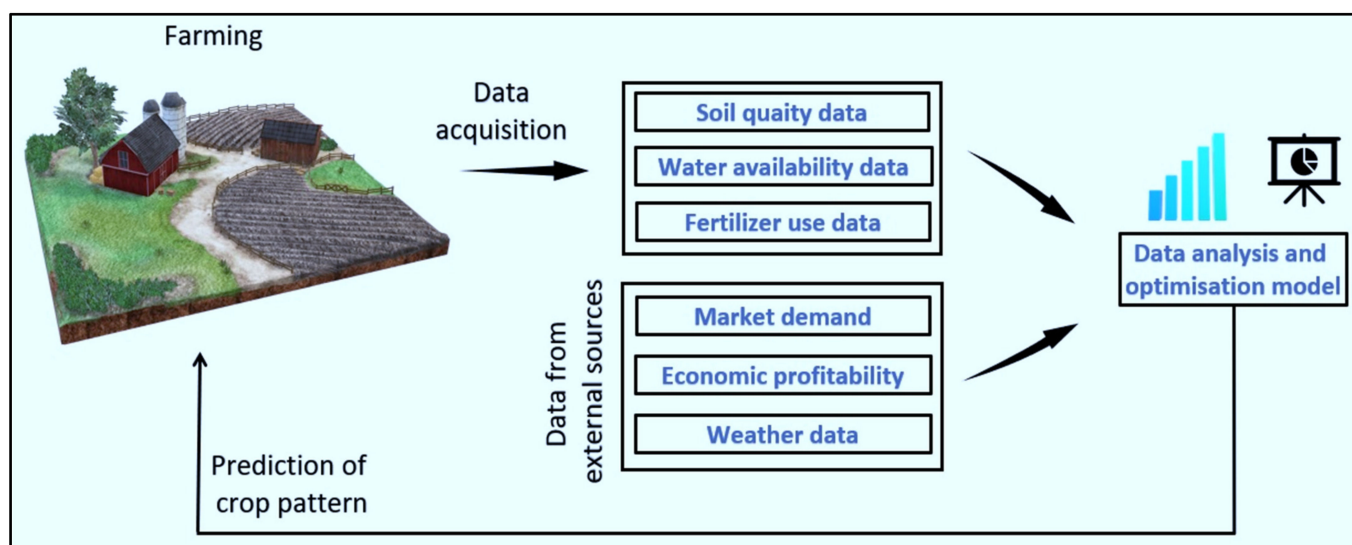 Farming
Data
acquisition
Soil quaity data
Water availability data
Fertilizer use data
Data from
external sources
Market demand
Economic profitability
Weather data
Data analysis and
optimisation model
Prediction of
crop pattern